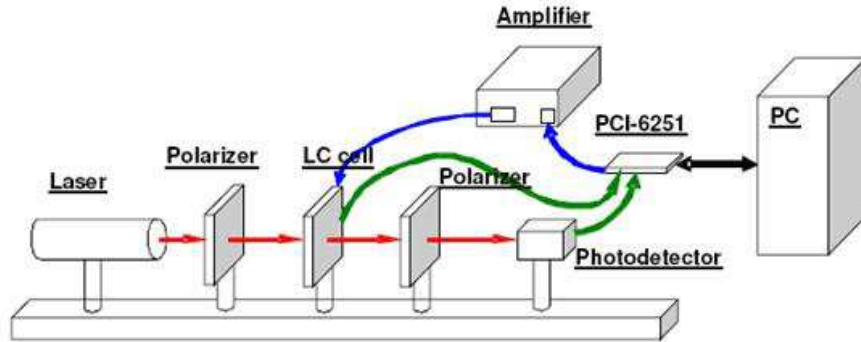 Amplifier
PCI-6251
PC
Polarizer
LC cell
Laser
Polarizer
Photodetector